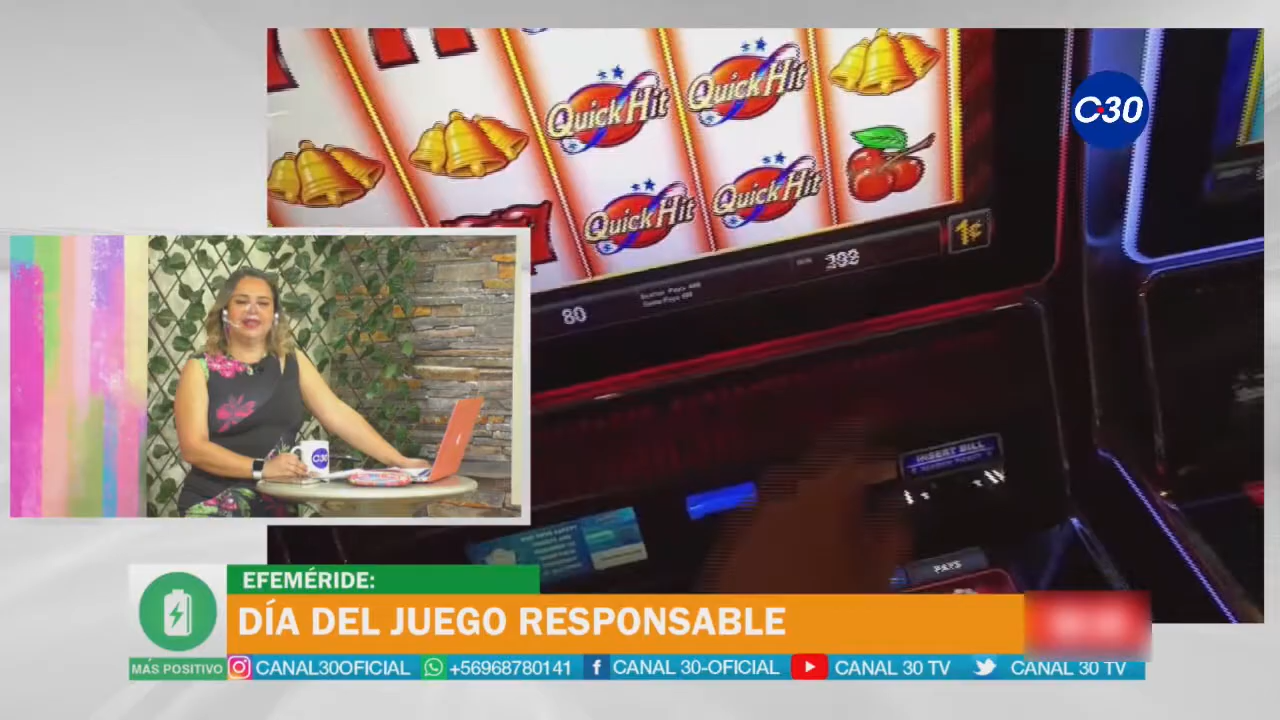 C30
Quick Hit
Quick Hit
Quick Hit
Quick Hit
1¢
80
INSERT BILL
C30
EFEMÉRIDE:
DÍA DEL JUEGO RESPONSABLE
MÁS POSITIVO
CANAL30OFICIAL
+56968780141
CANAL 30-OFICIAL
CANAL 30 TV
CANAL 30 TV